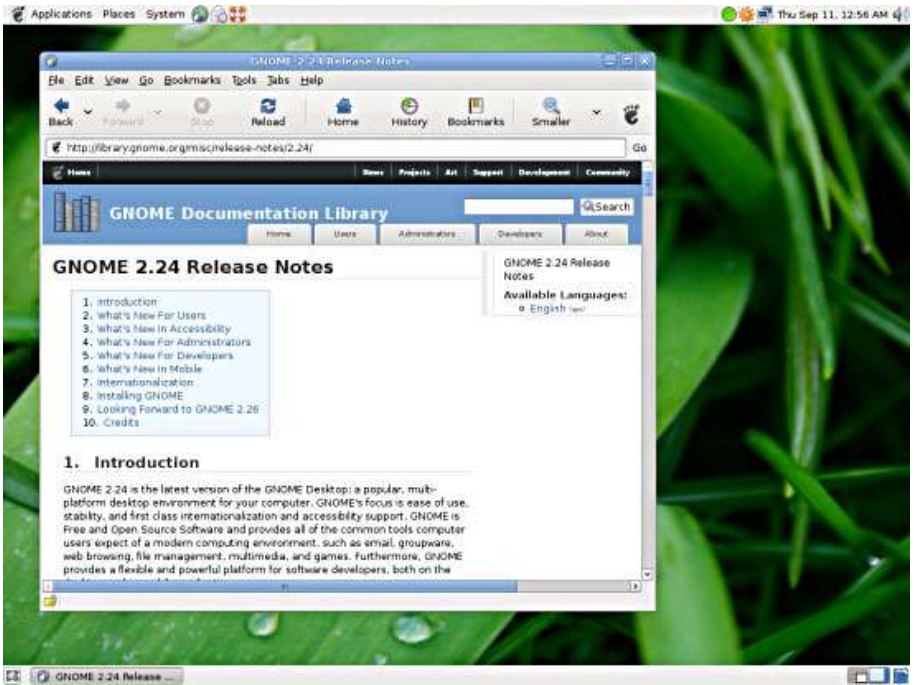 Applications Places System
Thu Sep 11, 12:56 AM
GNOME 2.24 Release Notes
File Edit View Go Bookmarks Tools Tabs Help
Back Forward Stop Reload Home History Bookmarks Smaller
http://library.gnome.org/misc/release-notes/2.24/ Go
Home News Projects Art Support Development Community
GNOME Documentation Library
Search
Home Users Administrators Developers About
GNOME 2.24 Release Notes
1. Introduction
2. What's New For Users
3. What's New In Accessibility
4. What's New For Administrators
5. What's New For Developers
6. What's New In Mobile
7. Internationalization
8. Installing GNOME
9. Looking Forward to GNOME 2.26
10. Credits
GNOME 2.24 Release
Notes
Available Languages:
English
1. Introduction
GNOME 2.24 is the latest version of the GNOME Desktop: a popular, multi-
platform desktop environment for your computer. GNOME's focus is ease of use,
stability, and first class internationalization and accessibility support. GNOME is
Free and Open Source Software and provides all of the common tools computer
users expect of a modern computing environment, such as email, groupware,
web browsing, file management, multimedia, and games. Furthermore, GNOME
provides a flexible and powerful platform for software developers, both on the
GNOME 2.24 Release ...